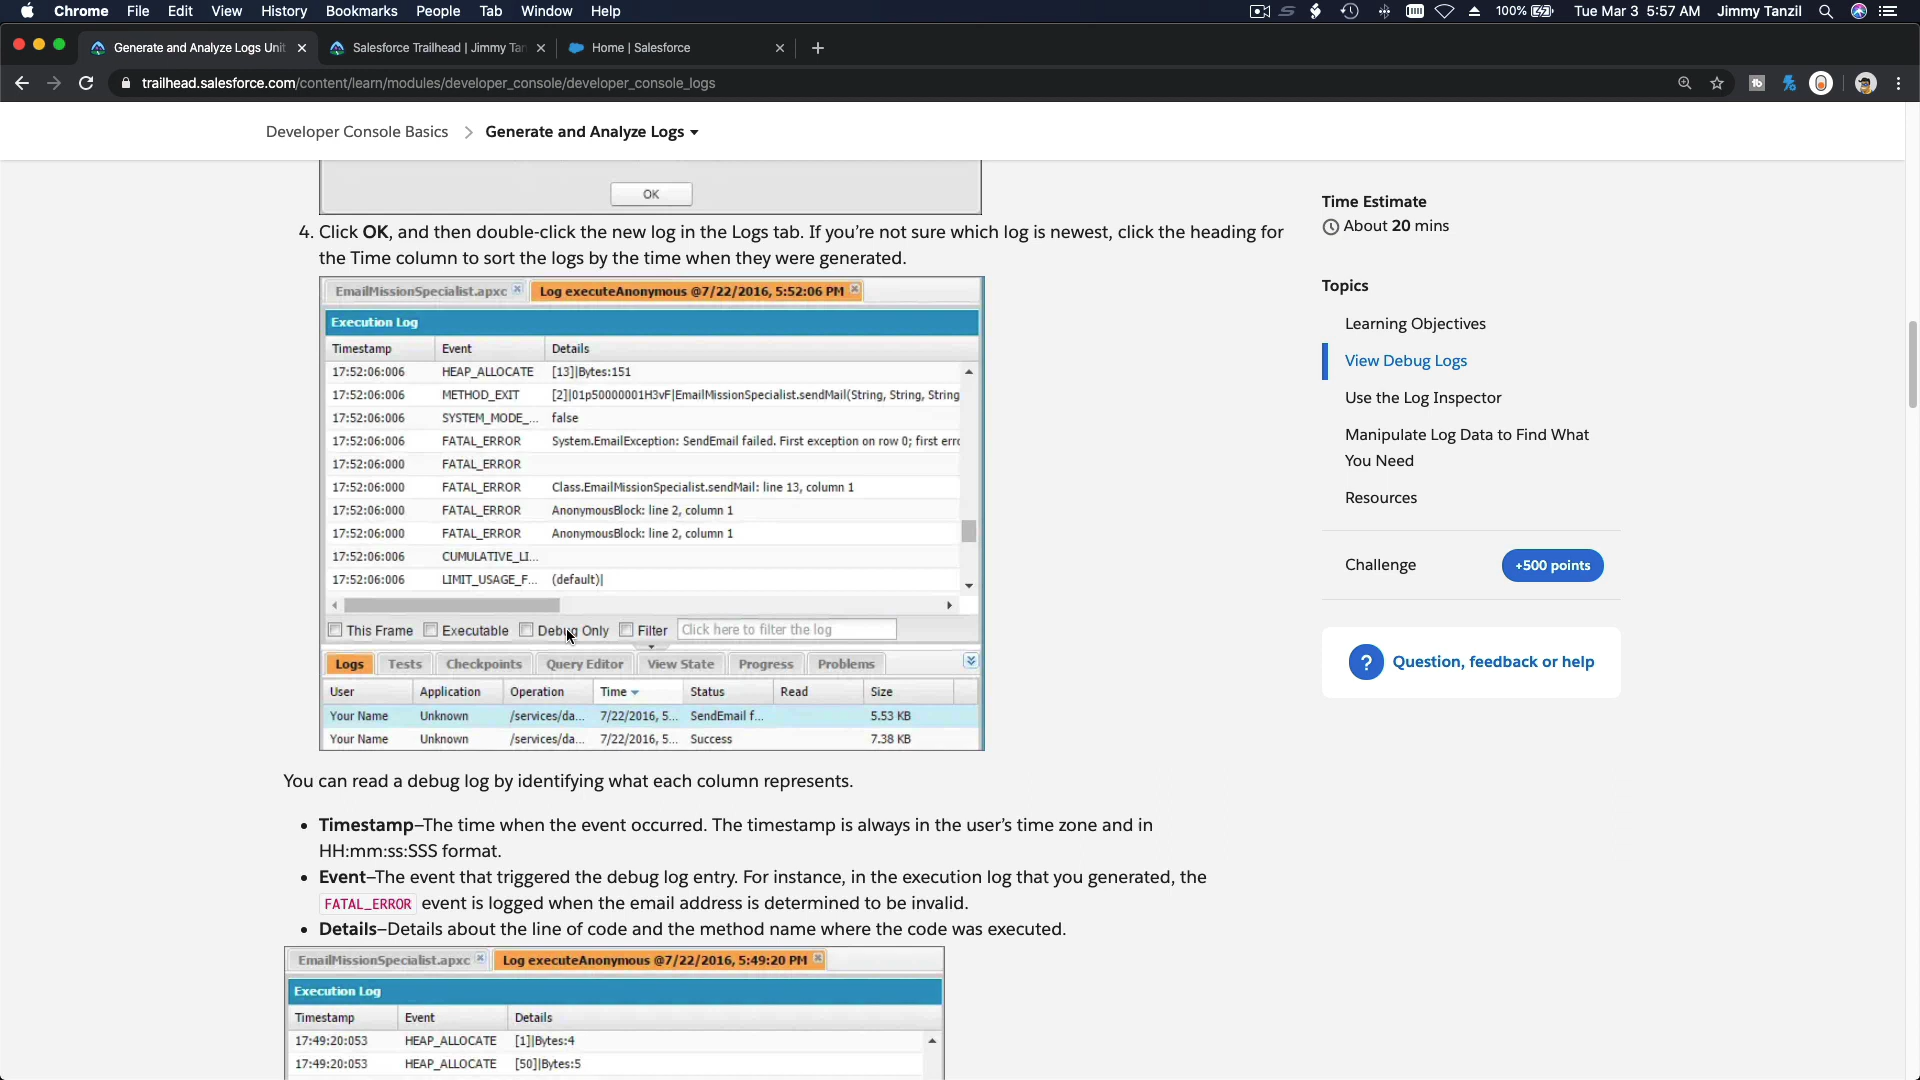 Chrome File Edit View History Bookmarks People Tab Window Help 100% Tue Mar 3 5:57 AM Jimmy Tanzil
Generate and Analyze Logs Unit Salesforce Trailhead | Jimmy Tan Home | Salesforce
trailhead.salesforce.com/content/learn/modules/developer_console/developer_console_logs
Developer Console Basics > Generate and Analyze Logs
OK
4. Click OK, and then double-click the new log in the Logs tab. If you're not sure which log is newest, click the heading for
the Time column to sort the logs by the time when they were generated.
EmailMissionSpecialist.apxc Log executeAnonymous @7/22/2016, 5:52:06 PM
Execution Log
Timestamp Event Details
17:52:06:006 HEAP_ALLOCATE [13]|Bytes:151
17:52:06:006 METHOD_EXIT [2]|01p50000001H3vF|EmailMissionSpecialist.sendMail(String, String, String
17:52:06:006 SYSTEM_MODE_... false
17:52:06:006 FATAL_ERROR System.EmailException: SendEmail failed. First exception on row 0; first erro
17:52:06:000 FATAL_ERROR
17:52:06:000 FATAL_ERROR Class.EmailMissionSpecialist.sendMail: line 13, column 1
17:52:06:000 FATAL_ERROR AnonymousBlock: line 2, column 1
17:52:06:000 FATAL_ERROR AnonymousBlock: line 2, column 1
17:52:06:006 CUMULATIVE_LI...
17:52:06:006 LIMIT_USAGE_F... (default)|
This Frame Executable Debug Only Filter Click here to filter the log
Logs Tests Checkpoints Query Editor View State Progress Problems
User Application Operation Time Status Read Size
Your Name Unknown /services/da... 7/22/2016, 5... SendEmail f... 5.53 KB
Your Name Unknown /services/da... 7/22/2016, 5... Success 7.38 KB
You can read a debug log by identifying what each column represents.
• Timestamp–The time when the event occurred. The timestamp is always in the user's time zone and in
HH:mm:ss:SSS format.
• Event–The event that triggered the debug log entry. For instance, in the execution log that you generated, the
FATAL_ERROR event is logged when the email address is determined to be invalid.
• Details–Details about the line of code and the method name where the code was executed.
EmailMissionSpecialist.apxc Log executeAnonymous @7/22/2016, 5:49:20 PM
Execution Log
Timestamp Event Details
17:49:20:053 HEAP_ALLOCATE [1]|Bytes:4
17:49:20:053 HEAP_ALLOCATE [50]|Bytes:5
Time Estimate
About 20 mins
Topics
Learning Objectives
View Debug Logs
Use the Log Inspector
Manipulate Log Data to Find What
You Need
Resources
Challenge +500 points
? Question, feedback or help